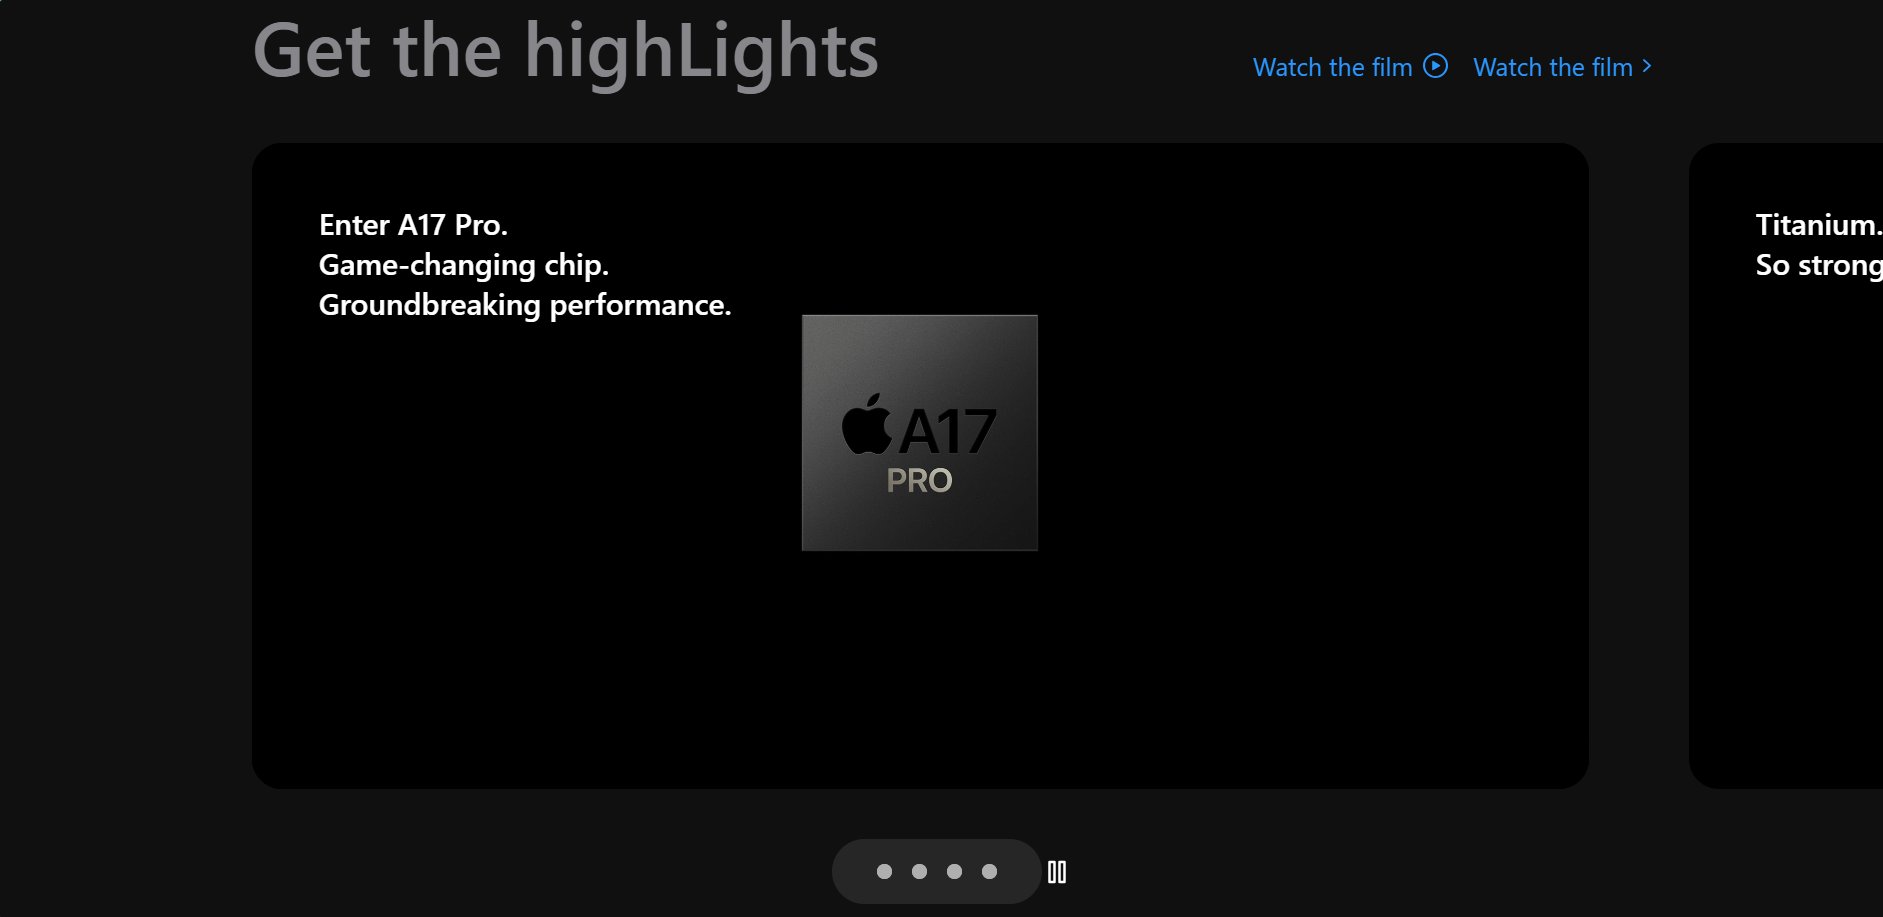 Get the highLights
Watch the film
Watch the film
Enter A17 Pro.
Game-changing chip.
Groundbreaking performance.
A17
PRO
Titanium.
So strong